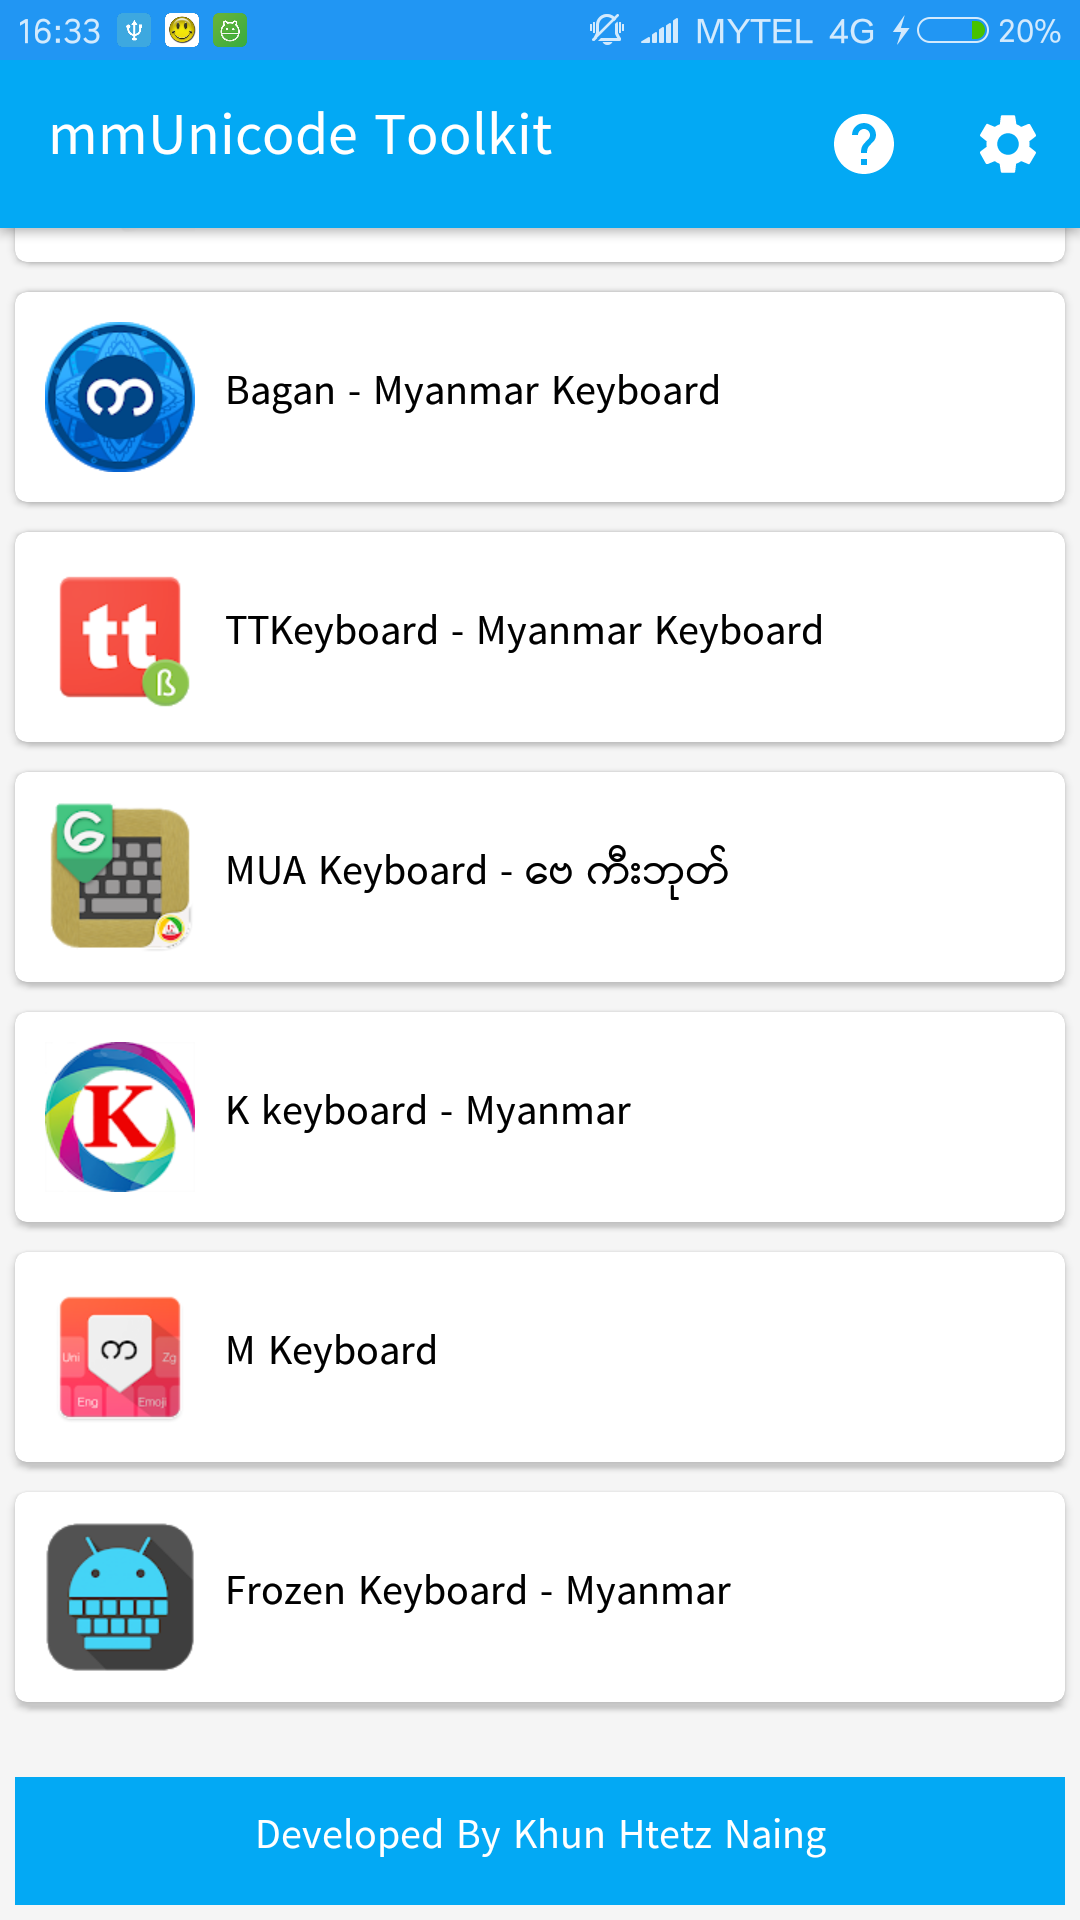 16:33 MYTEL 4G 20%
mmUnicode Toolkit
Bagan - Myanmar Keyboard
TTKeyboard - Myanmar Keyboard
tt
ß
MUA Keyboard - ဗေ ကီးဘုတ်
K keyboard - Myanmar
K
M Keyboard
က
Uni Zg
Eng Emoji
Frozen Keyboard - Myanmar
Developed By Khun Htetz Naing